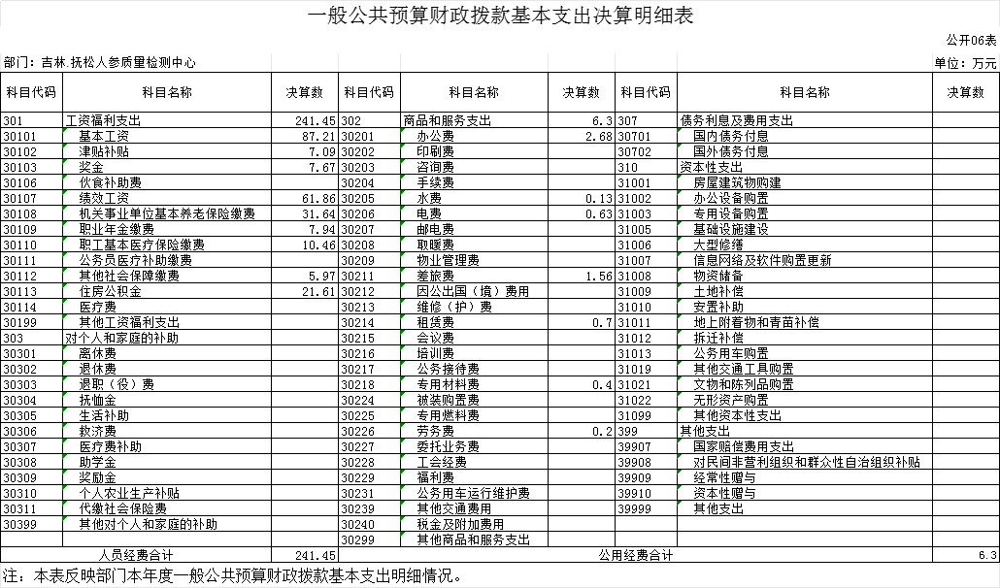 一般公共预算财政拨款基本支出决算明细表
公开06表
部门：吉林.抚松人参质量检测中心 单位：万元
科目代码 科目名称 决算数 科目代码 科目名称 决算数 科目代码 科目名称 决算数
301 工资福利支出 241.45 302 商品和服务支出 6.3 307 债务利息及费用支出
30101 基本工资 87.21 30201 办公费 2.68 30701 国内债务付息
30102 津贴补贴 7.09 30202 印刷费 30702 国外债务付息
30103 奖金 7.67 30203 咨询费 310 资本性支出
30106 伙食补助费 30204 手续费 31001 房屋建筑物购建
30107 绩效工资 61.86 30205 水费 0.13 31002 办公设备购置
30108 机关事业单位基本养老保险缴费 31.64 30206 电费 0.63 31003 专用设备购置
30109 职业年金缴费 7.94 30207 邮电费 31005 基础设施建设
30110 职工基本医疗保险缴费 10.46 30208 取暖费 31006 大型修缮
30111 公务员医疗补助缴费 30209 物业管理费 31007 信息网络及软件购置更新
30112 其他社会保障缴费 5.97 30211 差旅费 1.56 31008 物资储备
30113 住房公积金 21.61 30212 因公出国（境）费用 31009 土地补偿
30114 医疗费 30213 维修（护）费 31010 安置补助
30199 其他工资福利支出 30214 租赁费 0.7 31011 地上附着物和青苗补偿
303 对个人和家庭的补助 30215 会议费 31012 拆迁补偿
30301 离休费 30216 培训费 31013 公务用车购置
30302 退休费 30217 公务接待费 31019 其他交通工具购置
30303 退职（役）费 30218 专用材料费 0.4 31021 文物和陈列品购置
30304 抚恤金 30224 被装购置费 31022 无形资产购置
30305 生活补助 30225 专用燃料费 31099 其他资本性支出
30306 救济费 30226 劳务费 0.2 399 其他支出
30307 医疗费补助 30227 委托业务费 39907 国家赔偿费用支出
30308 助学金 30228 工会经费 39908 对民间非营利组织和群众性自治组织补贴
30309 奖励金 30229 福利费 39909 经常性赠与
30310 个人农业生产补贴 30231 公务用车运行维护费 39910 资本性赠与
30311 代缴社会保险费 30239 其他交通费用 39999 其他支出
30399 其他对个人和家庭的补助 30240 税金及附加费用
30299 其他商品和服务支出
人员经费合计 241.45 公用经费合计 6.3
注：本表反映部门本年度一般公共预算财政拨款基本支出明细情况。